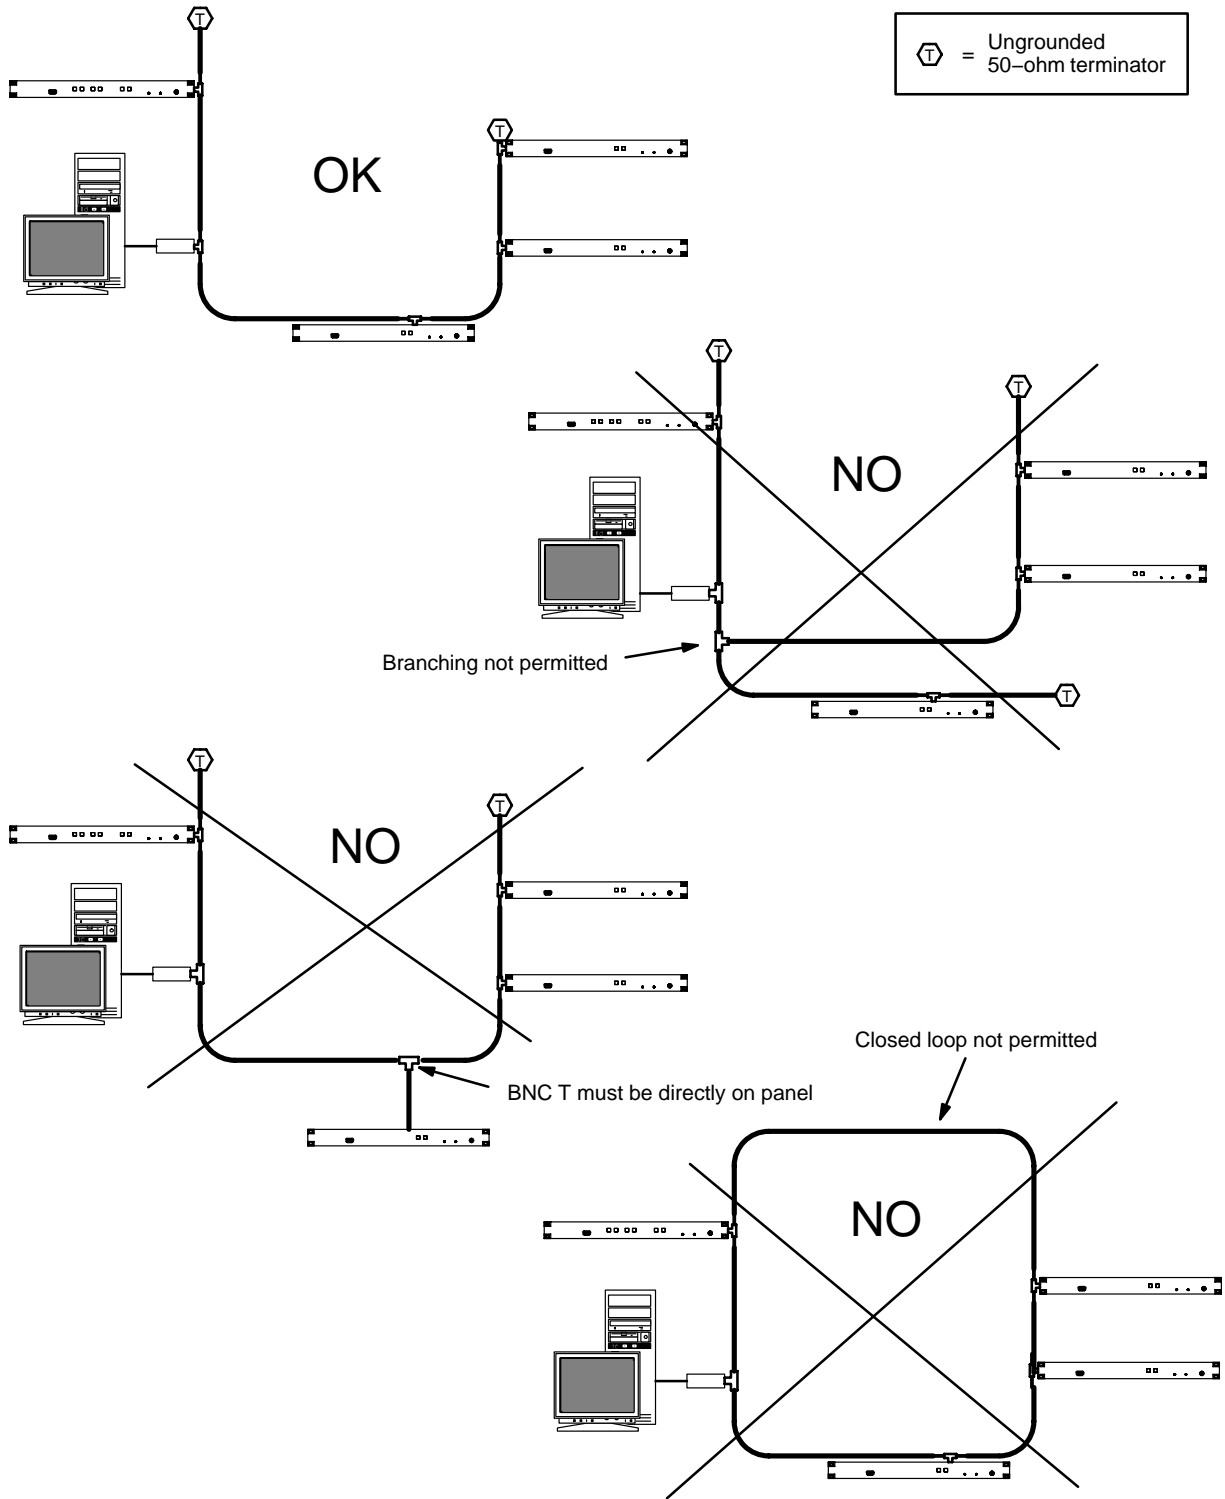 T
T = Ungrounded
50−ohm terminator
T
OK
T
T
NO
Branching not permitted
T
T
T
NO
Closed loop not permitted
BNC T must be directly on panel
NO